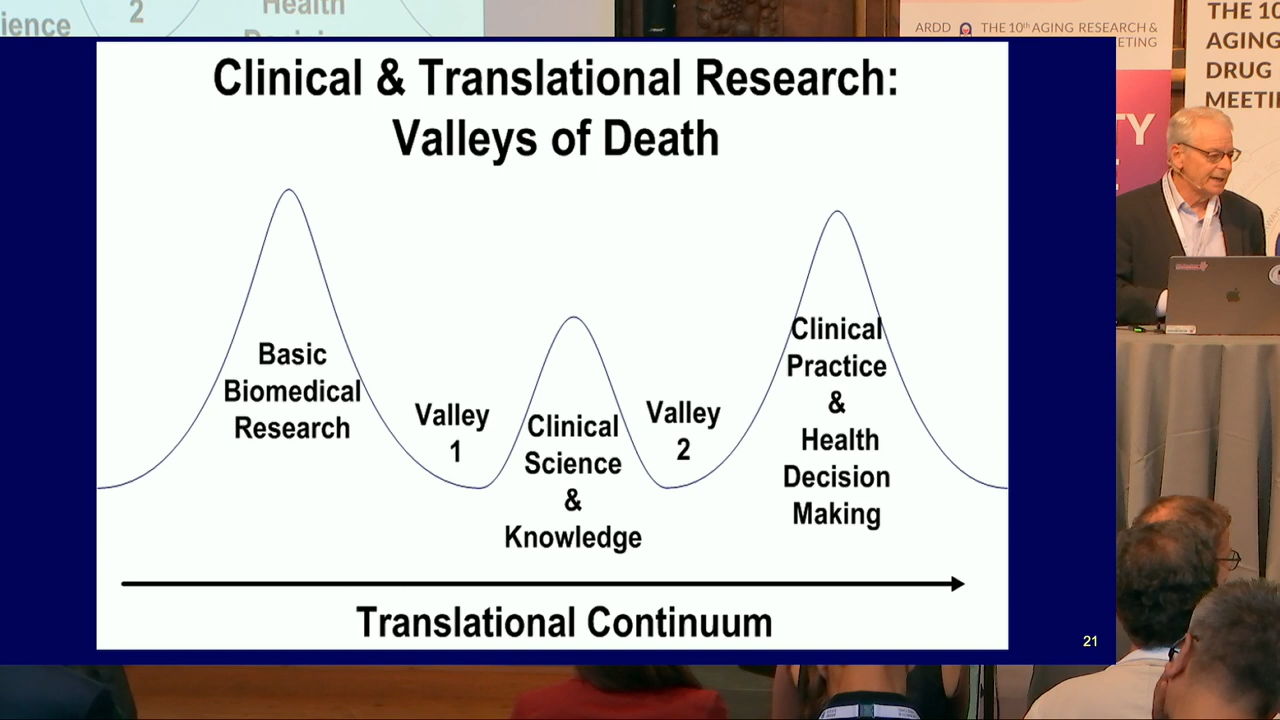 2
Health
ience
ARDD THE 10th AGING RESEARCH &
ETING
THE 10
AGING
DRUG
MEETI
TY
Clinical & Translational Research:
Valleys of Death
Basic
Biomedical
Research
Valley
1
Clinical
Science
&
Knowledge
Valley
2
Clinical
Practice
&
Health
Decision
Making
Translational Continuum
21